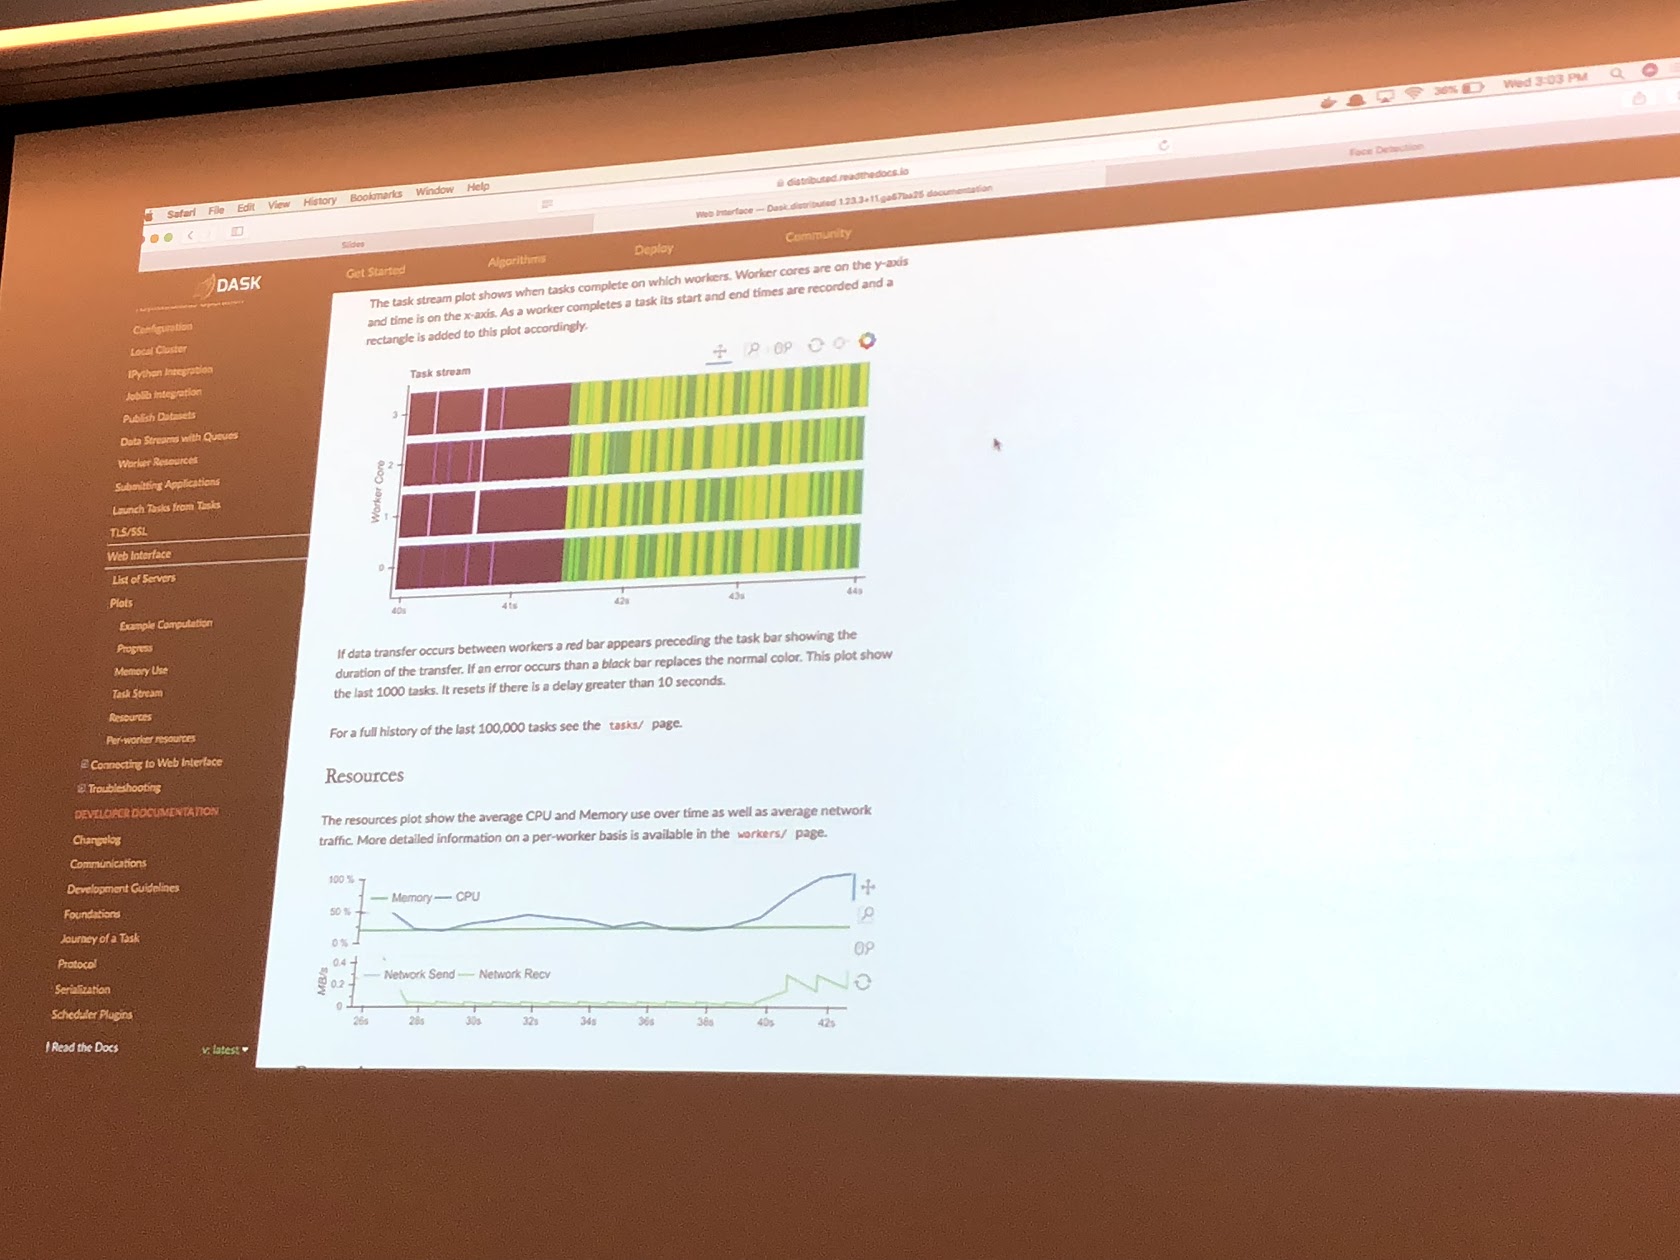 Wed 3:03 PM
36%
Safari File Edit View History Bookmarks Window Help
distributed.readthedocs.io
Slides
Web Interface — Dask.distributed 1.23.3+11.ga67ba25 documentation
Face Detection
DASK
Get Started Algorithms Deploy Community
Configuration
Local Cluster
IPython Integration
Joblib Integration
Publish Datasets
Data Streams with Queues
Worker Resources
Submitting Applications
Launch Tasks from Tasks
TLS/SSL
Web Interface
List of Servers
Plots
Example Computation
Progress
Memory Use
Task Stream
Resources
Per-worker resources
Connecting to Web Interface
Troubleshooting
DEVELOPER DOCUMENTATION
Changelog
Communications
Development Guidelines
Foundations
Journey of a Task
Protocol
Serialization
Scheduler Plugins
Read the Docs
v: latest
The task stream plot shows when tasks complete on which workers. Worker cores are on the y-axis
and time is on the x-axis. As a worker completes a task its start and end times are recorded and a
rectangle is added to this plot accordingly.
Task stream
Worker Core
3
2
1
0
40s 41s 42s 43s 44s
If data transfer occurs between workers a red bar appears preceding the task bar showing the
duration of the transfer. If an error occurs than a black bar replaces the normal color. This plot show
the last 1000 tasks. It resets if there is a delay greater than 10 seconds.
For a full history of the last 100,000 tasks see the tasks/ page.
Resources
The resources plot show the average CPU and Memory use over time as well as average network
traffic. More detailed information on a per-worker basis is available in the workers/ page.
100 %
50 %
0 %
Memory CPU
MB/s
0.4
0.2
0
Network Send Network Recv
26s 28s 30s 32s 34s 36s 38s 40s 42s